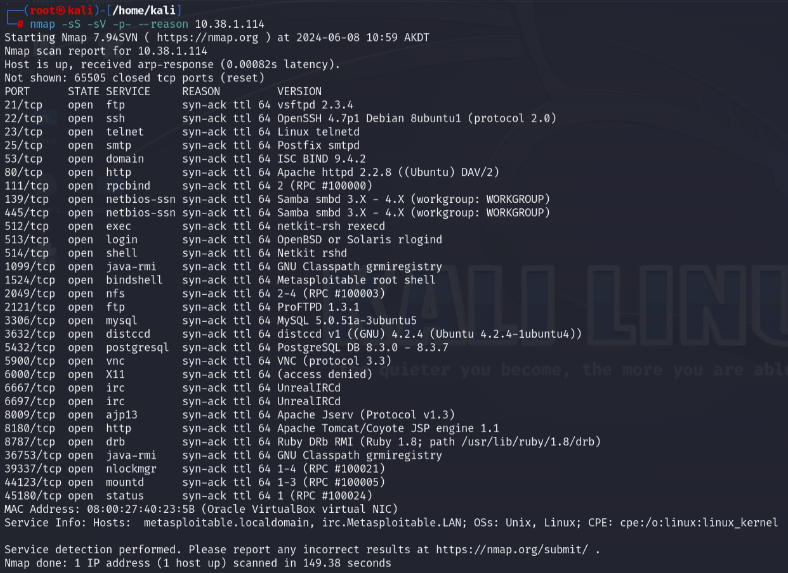 (root㉿kali)-[/home/kali]
# nmap -sS -sV -p- --reason 10.38.1.114
Starting Nmap 7.94SVN ( https://nmap.org ) at 2024-06-08 10:59 AKDT
Nmap scan report for 10.38.1.114
Host is up, received arp-response (0.00082s latency).
Not shown: 65505 closed tcp ports (reset)
PORT STATE SERVICE REASON VERSION
21/tcp open ftp syn-ack ttl 64 vsftpd 2.3.4
22/tcp open ssh syn-ack ttl 64 OpenSSH 4.7p1 Debian 8ubuntu1 (protocol 2.0)
23/tcp open telnet syn-ack ttl 64 Linux telnetd
25/tcp open smtp syn-ack ttl 64 Postfix smtpd
53/tcp open domain syn-ack ttl 64 ISC BIND 9.4.2
80/tcp open http syn-ack ttl 64 Apache httpd 2.2.8 ((Ubuntu) DAV/2)
111/tcp open rpcbind syn-ack ttl 64 2 (RPC #100000)
139/tcp open netbios-ssn syn-ack ttl 64 Samba smbd 3.X - 4.X (workgroup: WORKGROUP)
445/tcp open netbios-ssn syn-ack ttl 64 Samba smbd 3.X - 4.X (workgroup: WORKGROUP)
512/tcp open exec syn-ack ttl 64 netkit-rsh rexecd
513/tcp open login syn-ack ttl 64 OpenBSD or Solaris rlogind
514/tcp open shell syn-ack ttl 64 Netkit rshd
1099/tcp open java-rmi syn-ack ttl 64 GNU Classpath grmiregistry
1524/tcp open bindshell syn-ack ttl 64 Metasploitable root shell
2049/tcp open nfs syn-ack ttl 64 2-4 (RPC #100003)
2121/tcp open ftp syn-ack ttl 64 ProFTPD 1.3.1
3306/tcp open mysql syn-ack ttl 64 MySQL 5.0.51a-3ubuntu5
3632/tcp open distccd syn-ack ttl 64 distccd v1 ((GNU) 4.2.4 (Ubuntu 4.2.4-1ubuntu4))
5432/tcp open postgresql syn-ack ttl 64 PostgreSQL DB 8.3.0 - 8.3.7
5900/tcp open vnc syn-ack ttl 64 VNC (protocol 3.3)
6000/tcp open X11 syn-ack ttl 64 (access denied)
6667/tcp open irc syn-ack ttl 64 UnrealIRCd
6697/tcp open irc syn-ack ttl 64 UnrealIRCd
8009/tcp open ajp13 syn-ack ttl 64 Apache Jserv (Protocol v1.3)
8180/tcp open http syn-ack ttl 64 Apache Tomcat/Coyote JSP engine 1.1
8787/tcp open drb syn-ack ttl 64 Ruby DRb RMI (Ruby 1.8; path /usr/lib/ruby/1.8/drb)
36753/tcp open java-rmi syn-ack ttl 64 GNU Classpath grmiregistry
39337/tcp open nlockmgr syn-ack ttl 64 1-4 (RPC #100021)
44123/tcp open mountd syn-ack ttl 64 1-3 (RPC #100005)
45180/tcp open status syn-ack ttl 64 1 (RPC #100024)
MAC Address: 08:00:27:40:23:5B (Oracle VirtualBox virtual NIC)
Service Info: Hosts:  metasploitable.localdomain, irc.Metasploitable.LAN; OSs: Unix, Linux; CPE: cpe:/o:linux:linux_kernel
Service detection performed. Please report any incorrect results at https://nmap.org/submit/ .
Nmap done: 1 IP address (1 host up) scanned in 149.38 seconds
KALI LINU
quieter you become, the more you are able